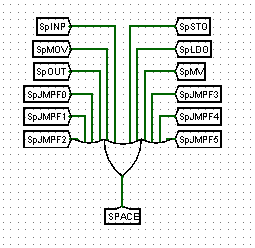 SpINP SpSTO
SpMOV SpLDO
SpOUT SpMV
SpJMPF0 SpJMPF3
SpJMPF1 SpJMPF4
SpJMPF2 SpJMPF5
SPACE